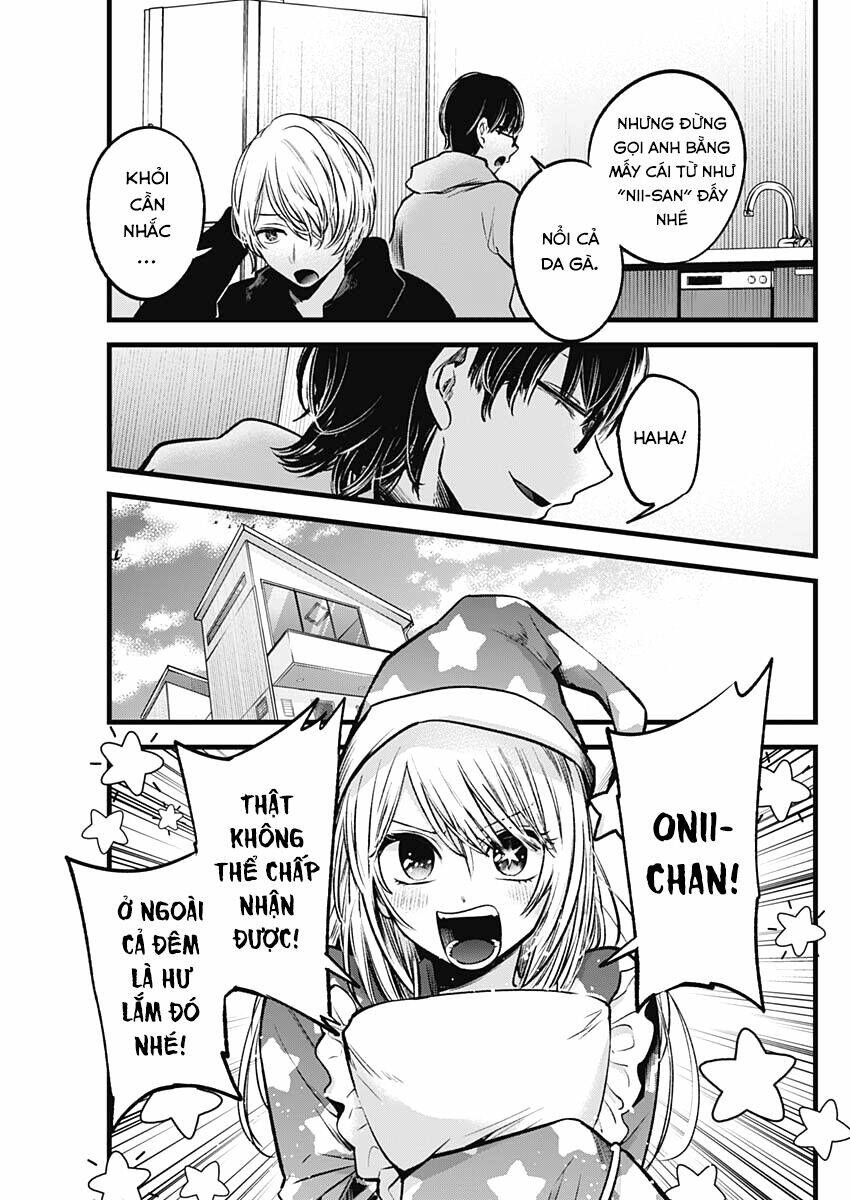 NHƯNG ĐỪNG
GỌI ANH BẰNG
MẤY CÁI TỪ NHƯ
“NII-SAN” ĐẤY
NHÉ
NỔI CẢ
DA GÀ.
KHỎI
CẦN
NHẮC
...
HAHA!
ONII-
CHAN!
THẬT
KHÔNG
THỂ CHẤP
NHẬN
ĐƯỢC!
Ở NGOÀI
CẢ ĐÊM
LÀ HƯ
LẮM ĐÓ
NHÉ!